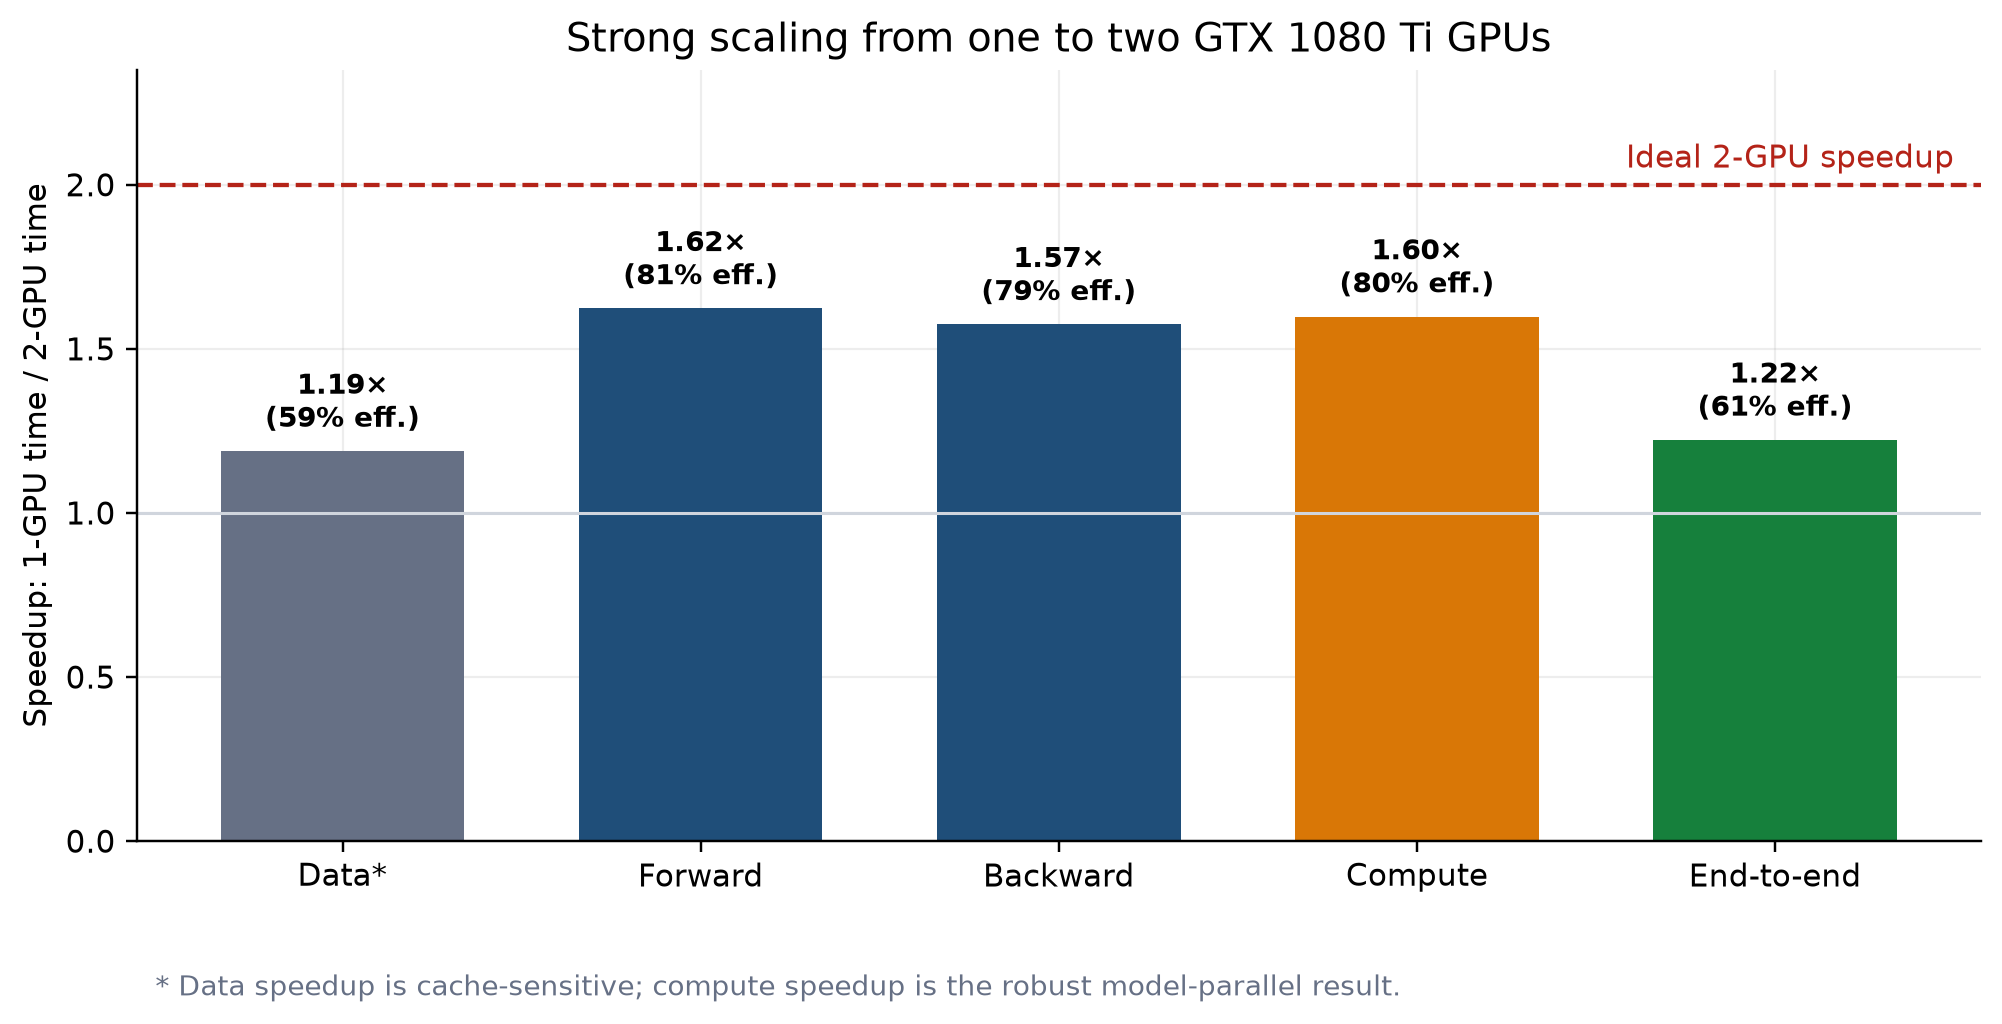 Strong scaling from one to two GTX 1080 Ti GPUs
Speedup: 1-GPU time / 2-GPU time
2.0
1.5
1.0
0.5
0.0
Ideal 2-GPU speedup
1.19×
(59% eff.)
1.62×
(81% eff.)
1.57×
(79% eff.)
1.60×
(80% eff.)
1.22×
(61% eff.)
Data*
Forward
Backward
Compute
End-to-end
* Data speedup is cache-sensitive; compute speedup is the robust model-parallel result.